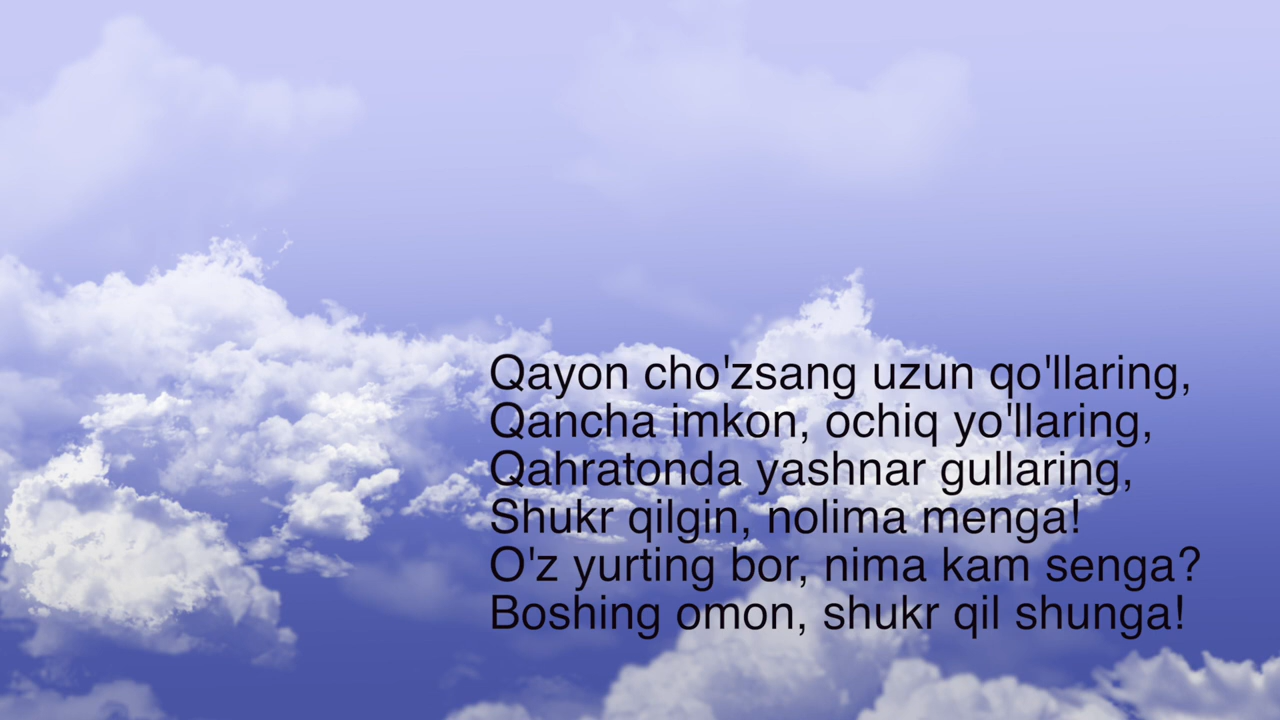 Qayon cho'zsang uzun qo'llaring,
Qancha imkon, ochiq yo'llaring,
Qahratonda yashnar gullaring,
Shukr qilgin, nolima menga!
O'z yurting bor, nima kam senga?
Boshing omon, shukr qil shunga!